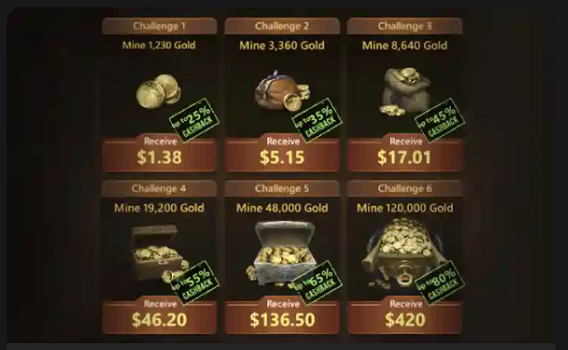 Challenge 1
Mine 1,230 Gold
up to 25%
CASHBACK
Receive
$1.38
Challenge 2
Mine 3,360 Gold
up to 35%
CASHBACK
Receive
$5.15
Challenge 3
Mine 8,640 Gold
up to 45%
CASHBACK
Receive
$17.01
Challenge 4
Mine 19,200 Gold
up to 55%
CASHBACK
Receive
$46.20
Challenge 5
Mine 48,000 Gold
up to 65%
CASHBACK
Receive
$136.50
Challenge 6
Mine 120,000 Gold
up to 80%
CASHBACK
Receive
$420